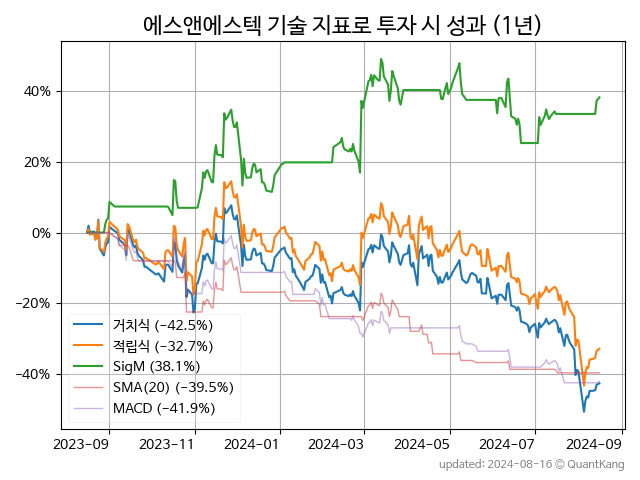 에스앤에스텍 기술 지표로 투자 시 성과 (1년)
40%
20%
0%
−20%
−40%
거치식 (−42.5%)
적립식 (−32.7%)
SigM (38.1%)
SMA(20) (−39.5%)
MACD (−41.9%)
2023-09 2023-11 2024-01 2024-03 2024-05 2024-07 2024-09
updated: 2024-08-16 © QuantKang